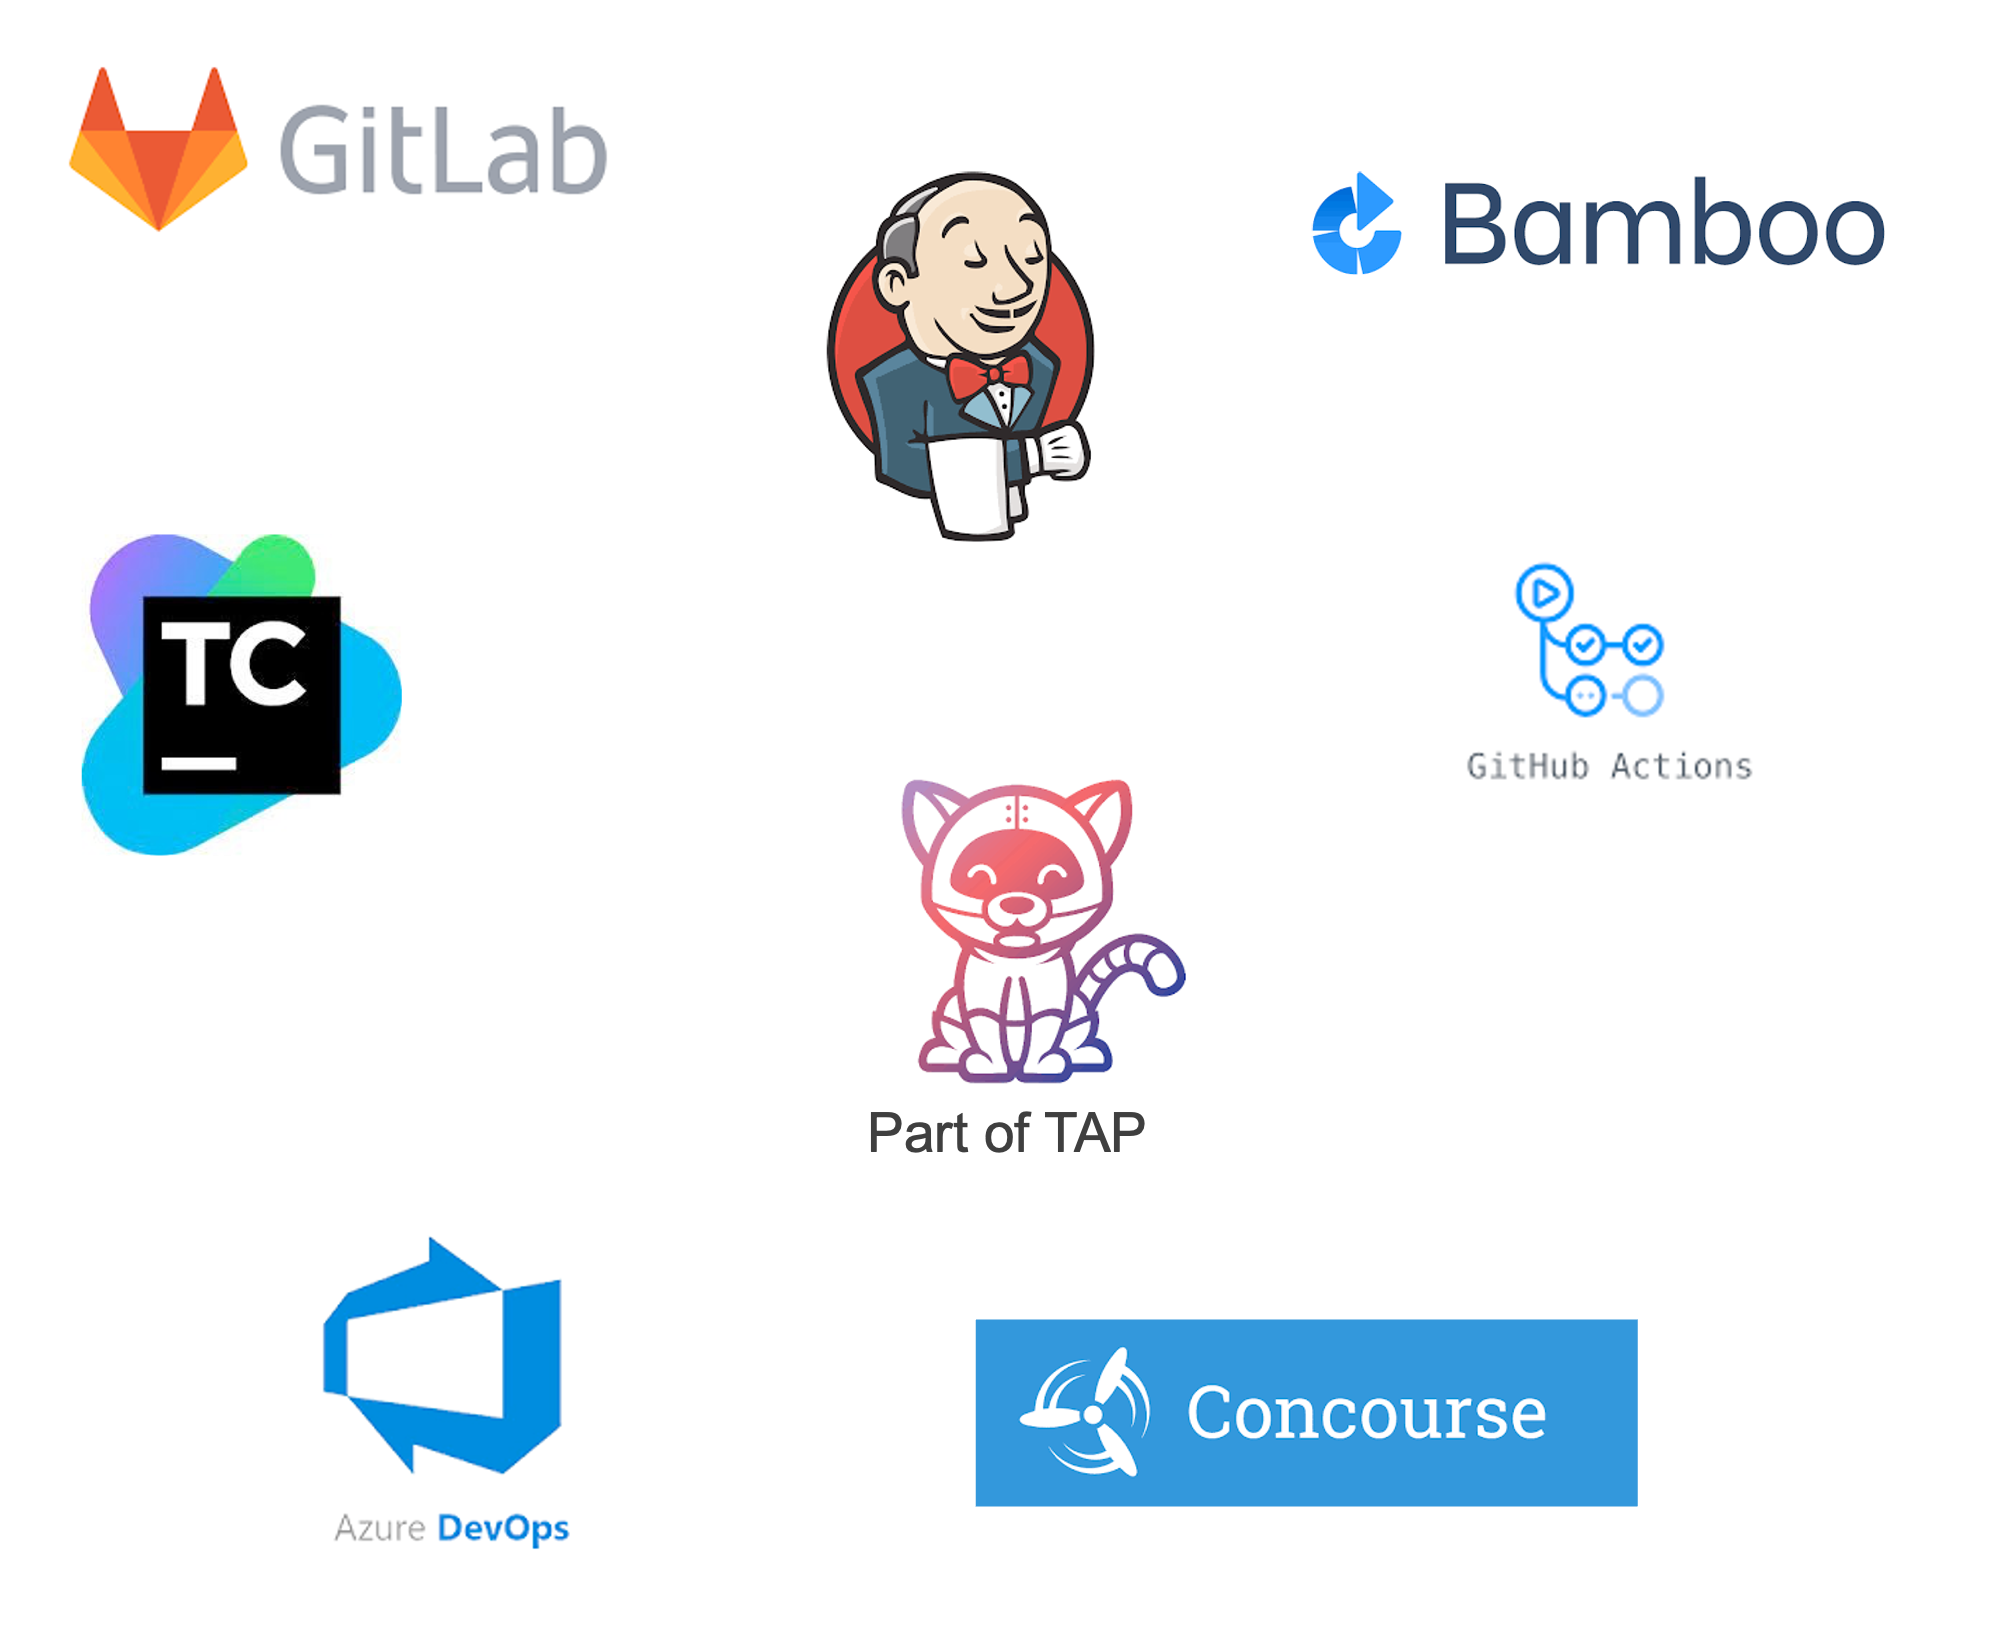 GitLab
Bamboo
TC
GitHub Actions
Part of TAP
Azure DevOps
Concourse